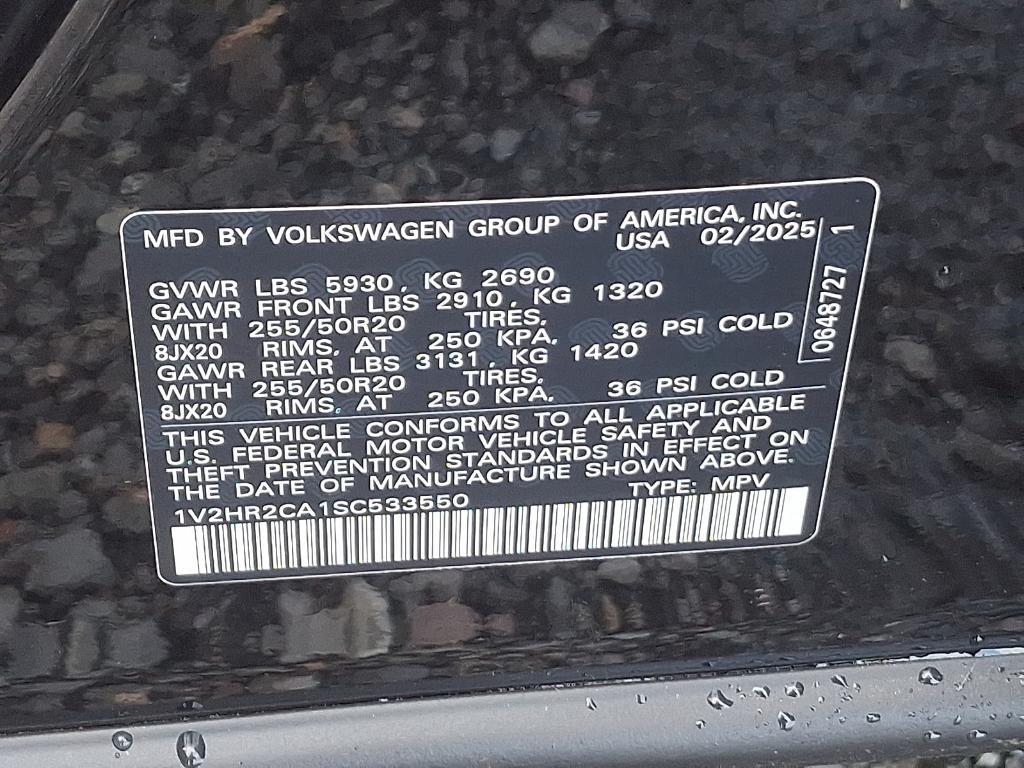 MFD BY VOLKSWAGEN GROUP OF AMERICA, INC.
USA 02/2025
GVWR LBS 5930, KG 2690
GAWR FRONT LBS 2910, KG 1320
WITH 255/50R20 TIRES,
8JX20 RIMS, AT 250 KPA, 36 PSI COLD
GAWR REAR LBS 3131, KG 1420
WITH 255/50R20 TIRES,
8JX20 RIMS, AT 250 KPA, 36 PSI COLD
THIS VEHICLE CONFORMS TO ALL APPLICABLE
U.S. FEDERAL MOTOR VEHICLE SAFETY AND
THEFT PREVENTION STANDARDS IN EFFECT ON
THE DATE OF MANUFACTURE SHOWN ABOVE.
1V2HR2CA1SC533550 TYPE: MPV
0648727 1